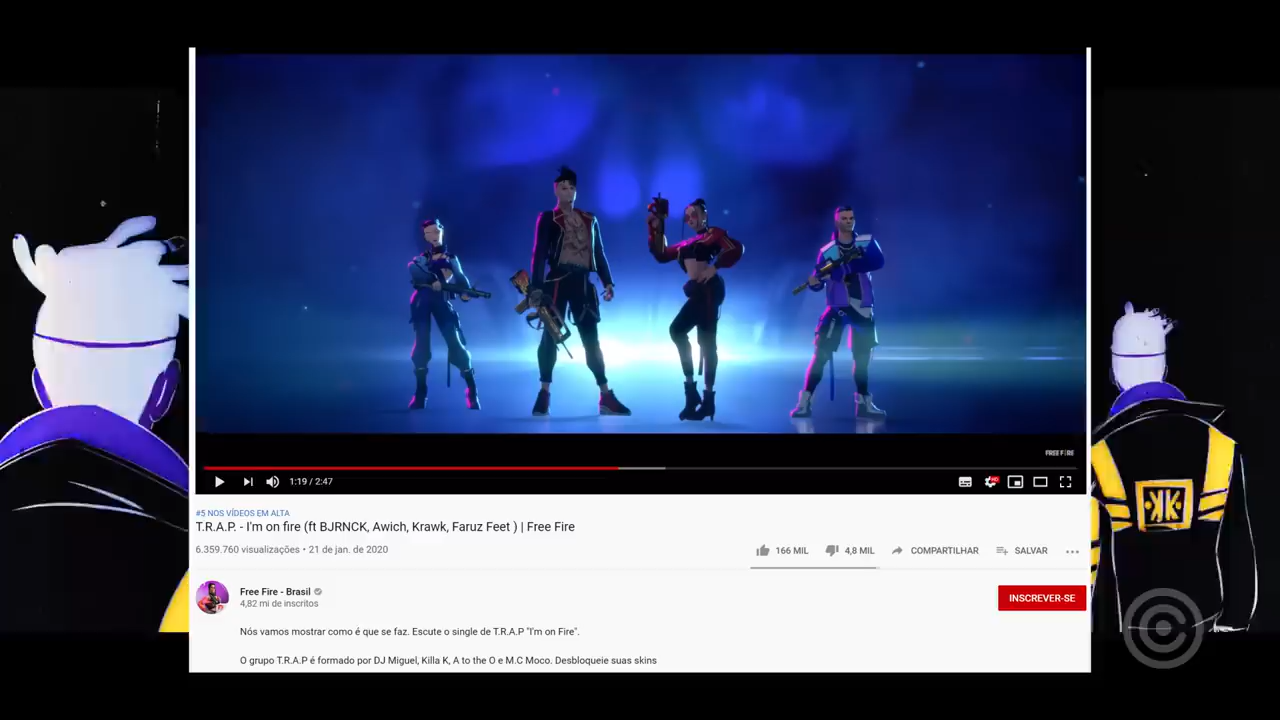 FREE FIRE
1:19 / 2:47
HD
#5 NOS VÍDEOS EM ALTA
T.R.A.P. - I'm on fire (ft BJRNCK, Awich, Krawk, Faruz Feet ) | Free Fire
6.359.760 visualizações • 21 de jan. de 2020
166 MIL 4,8 MIL COMPARTILHAR SALVAR
Free Fire - Brasil
4,82 mi de inscritos
INSCREVER-SE
Nós vamos mostrar como é que se faz. Escute o single de T.R.A.P "I'm on Fire".
O grupo T.R.A.P é formado por DJ Miguel, Killa K, A to the O e M.C Moco. Desbloqueie suas skins